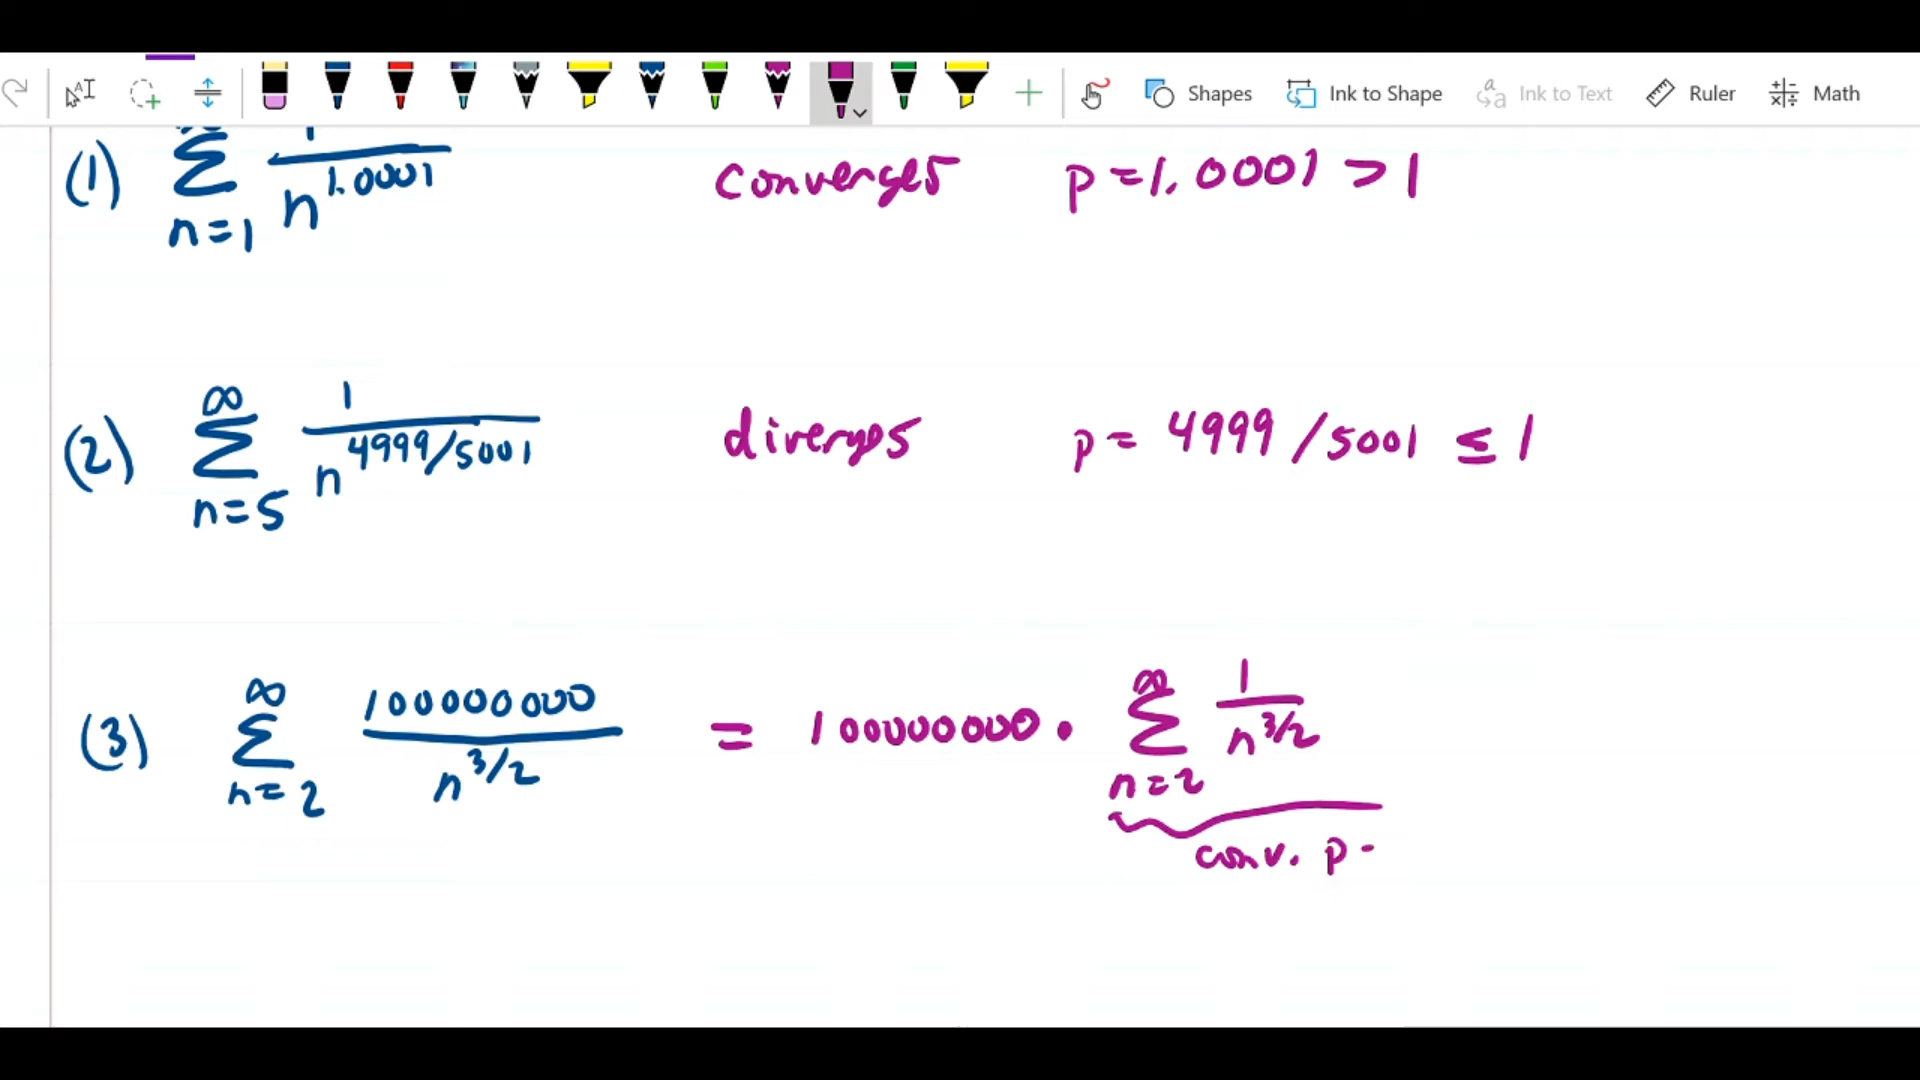 Shapes Ink to Shape Ink to Text Ruler Math
(1) ∞ Σ n=1 1/n^1.0001 converges p=1.0001 > 1
(2) ∞ Σ n=5 1/n^4999/5001 diverges p= 4999/5001 ≤ 1
(3) ∞ Σ n=2 100000000/n^3/2 = 100000000 · ∞ Σ n=2 1/n^3/2
conv. p -